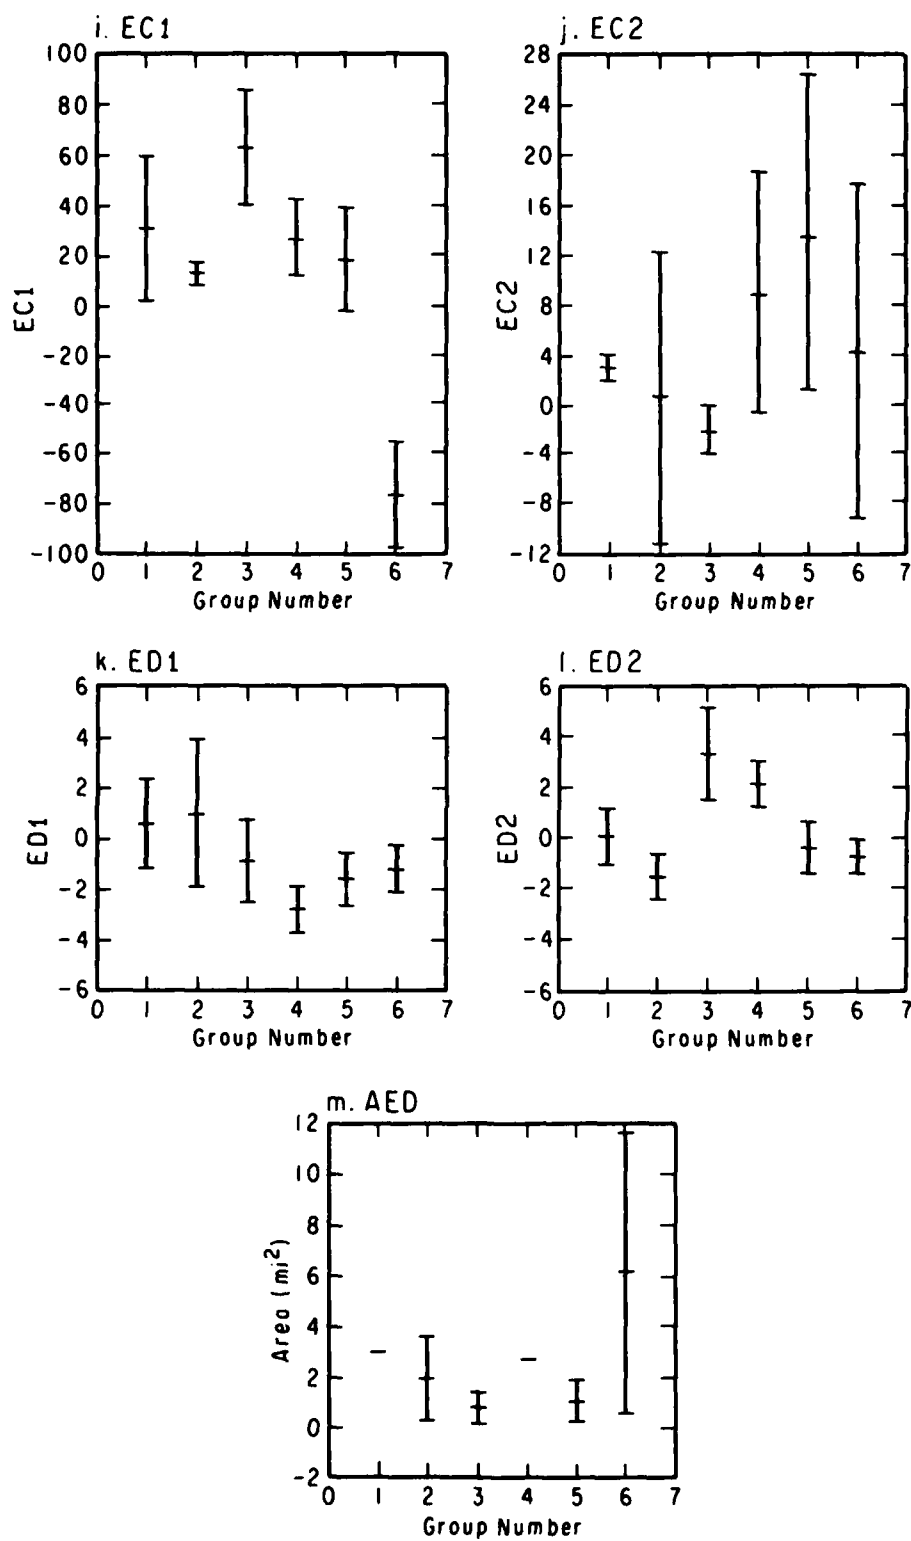 i. EC1
100
80
60
40
20
0
-20
-40
-60
-80
-100
EC1
0 1 2 3 4 5 6 7
Group Number
j. EC2
28
24
20
16
12
8
4
0
-4
-8
-12
EC2
0 1 2 3 4 5 6 7
Group Number
k. ED1
6
4
2
0
-2
-4
-6
ED1
0 1 2 3 4 5 6 7
Group Number
l. ED2
6
4
2
0
-2
-4
-6
ED2
0 1 2 3 4 5 6 7
Group Number
m. AED
12
10
8
6
4
2
0
-2
Area (mi²)
0 1 2 3 4 5 6 7
Group Number